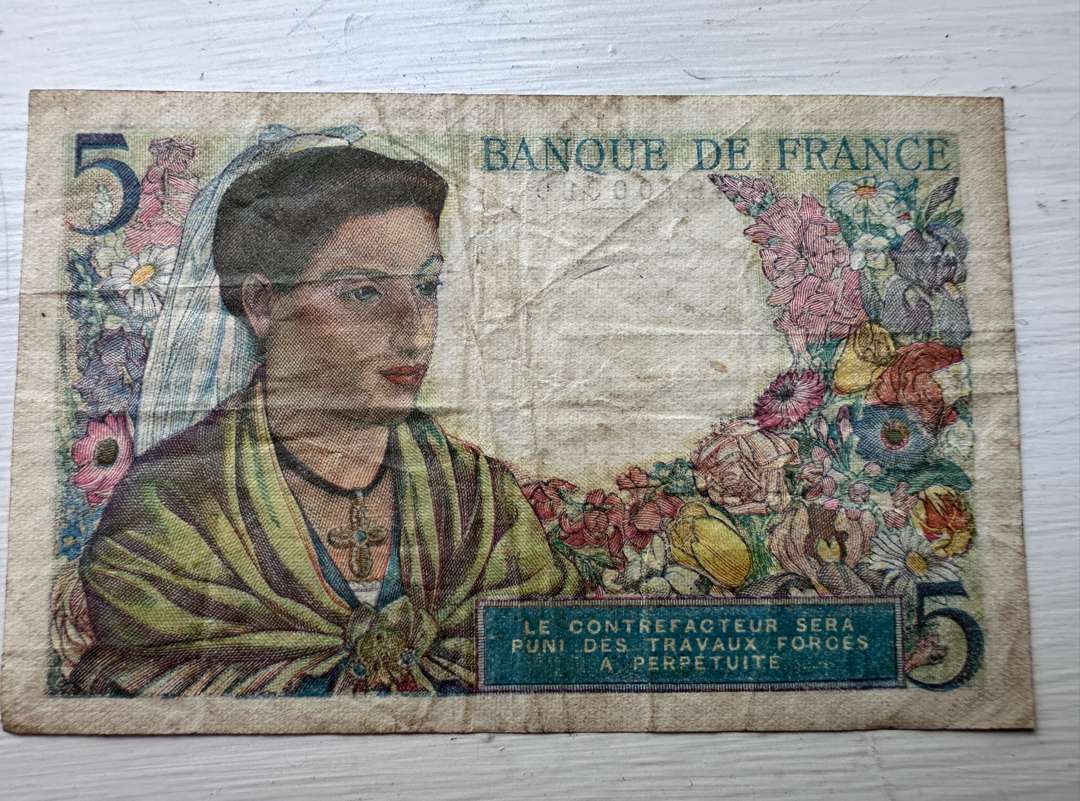 5
BANQUE DE FRANCE
LE CONTREFACTEUR SERA
PUNI DES TRAVAUX FORCES
A PERPETUITE
5